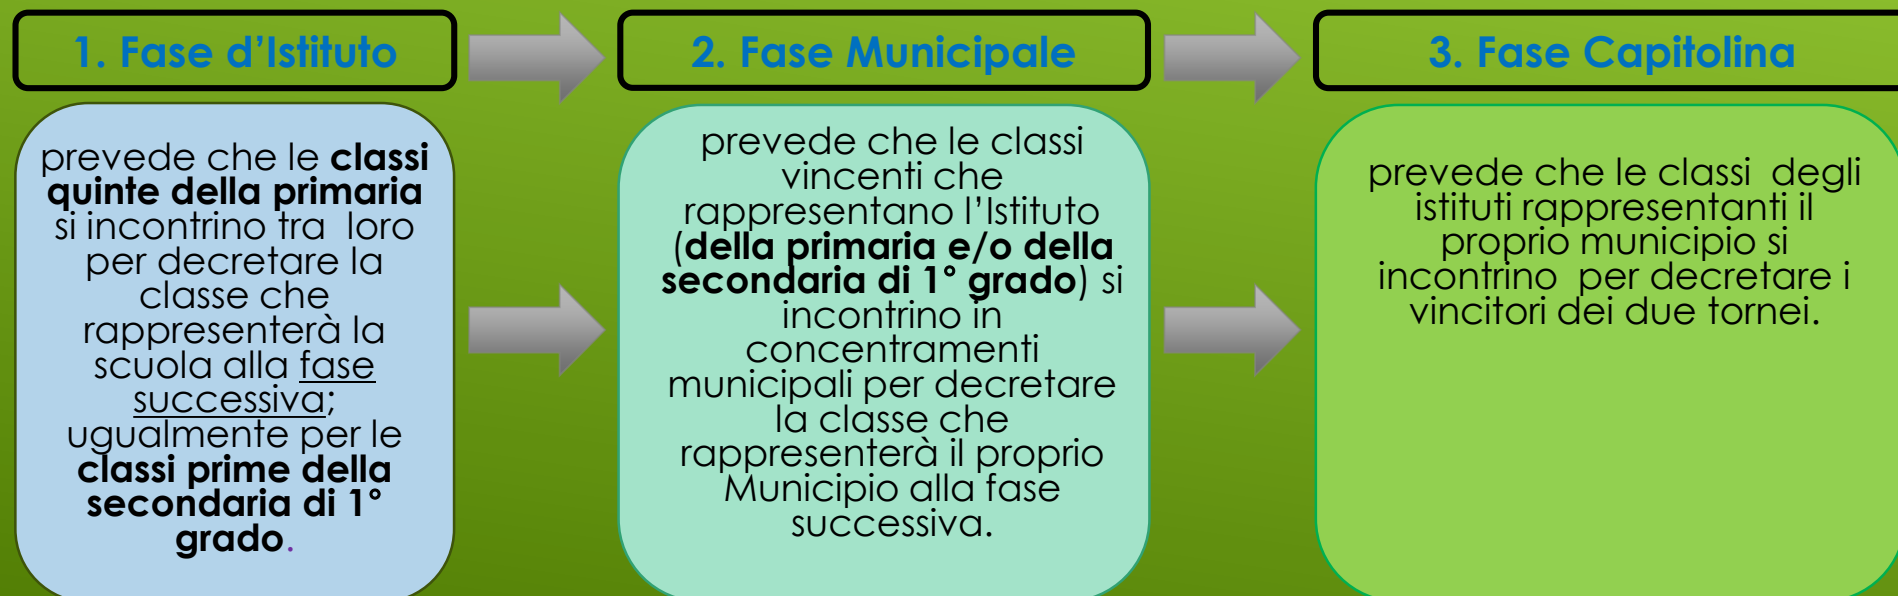 1. Fase d’Istituto
prevede che le classi
quinte della primaria
si incontrino tra loro
per decretare la
classe che
rappresenterà la
scuola alla fase
successiva;
ugualmente per le
classi prime della
secondaria di 1°
grado.
2. Fase Municipale
prevede che le classi
vincenti che
rappresentano l’Istituto
(della primaria e/o della
secondaria di 1° grado) si
incontrino in
concentramenti
municipali per decretare
la classe che
rappresenterà il proprio
Municipio alla fase
successiva.
3. Fase Capitolina
prevede che le classi degli
istituti rappresentanti il
proprio municipio si
incontrino per decretare i
vincitori dei due tornei.